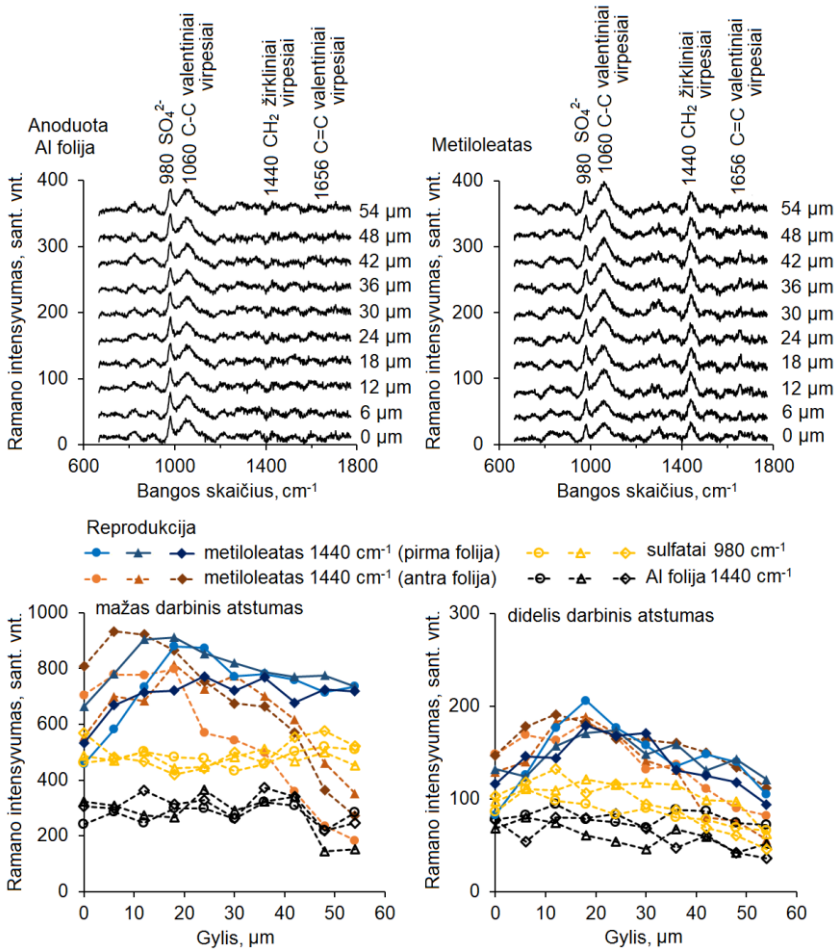 Anoduota
Al folija
980 SO₄²⁻
1060 C-C valentiniai
virpesiai
1440 CH₂ žirkliniai
virpesiai
1656 C=C valentiniai
virpesiai
Ramano intensyvumas, sant. vnt.
400
300
200
100
0
54 µm
48 µm
42 µm
36 µm
30 µm
24 µm
18 µm
12 µm
6 µm
0 µm
600
1000
1400
1800
Bangos skaičius, cm⁻¹
Metiloleatas
980 SO₄²⁻
1060 C-C valentiniai
virpesiai
1440 CH₂ žirkliniai
virpesiai
1656 C=C valentiniai
virpesiai
Ramano intensyvumas, sant. vnt.
400
300
200
100
0
54 µm
48 µm
42 µm
36 µm
30 µm
24 µm
18 µm
12 µm
6 µm
0 µm
600
1000
1400
1800
Bangos skaičius, cm⁻¹
Reprodukcija
metiloleatas 1440 cm⁻¹ (pirma folija)
sulfatai 980 cm⁻¹
metiloleatas 1440 cm⁻¹ (antra folija)
Al folija 1440 cm⁻¹
mažas darbinis atstumas
Ramano intensyvumas, sant. vnt.
1000
800
600
400
200
0
0
10
20
30
40
50
60
Gylis, µm
didelis darbinis atstumas
Ramano intensyvumas, sant. vnt.
300
200
100
0
0
10
20
30
40
50
60
Gylis, µm